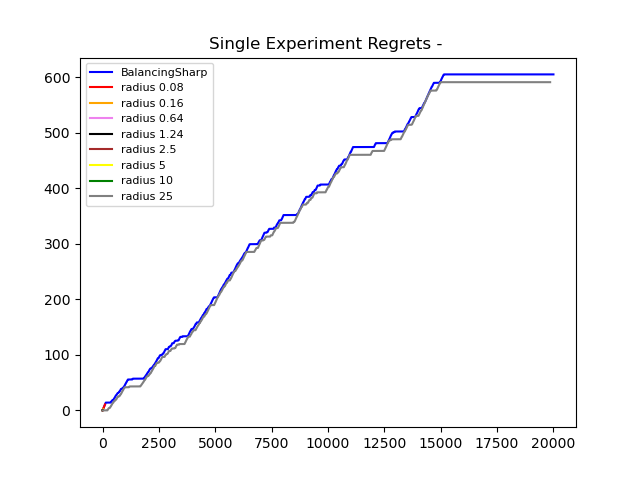 Single Experiment Regrets -
BalancingSharp
radius 0.08
radius 0.16
radius 0.64
radius 1.24
radius 2.5
radius 5
radius 10
radius 25
600
500
400
300
200
100
0
0 2500 5000 7500 10000 12500 15000 17500 20000